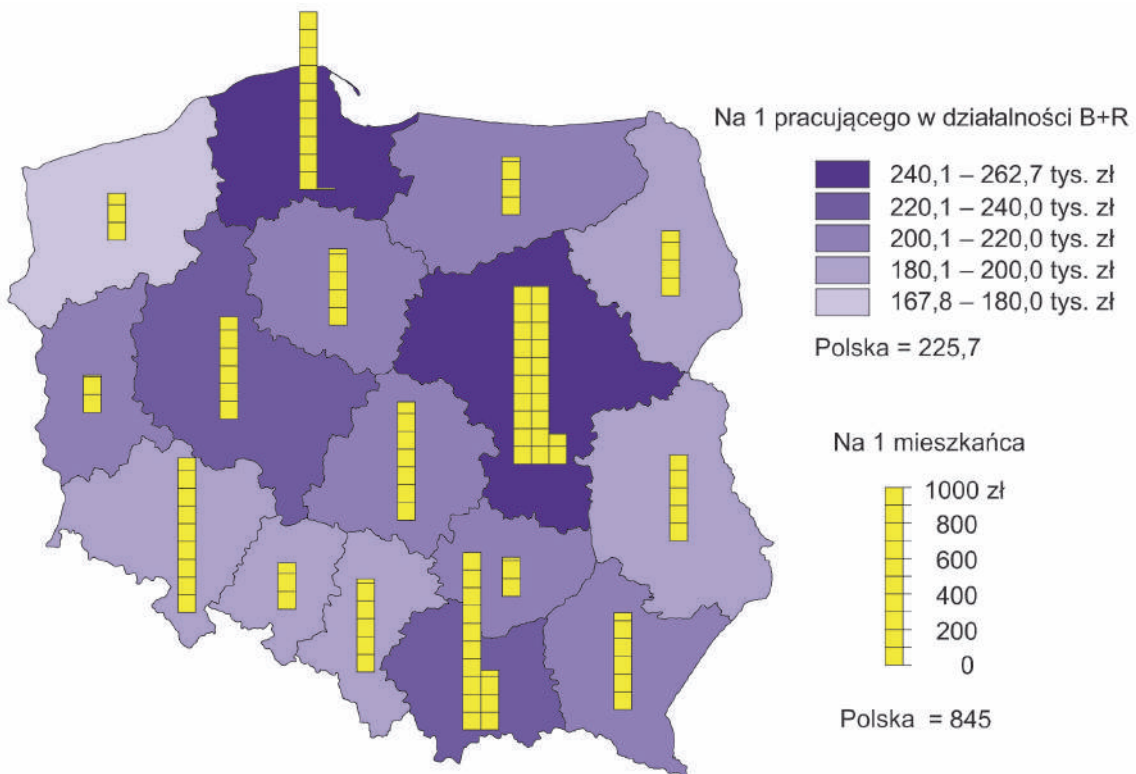 Na 1 pracującego w działalności B+R
240,1 – 262,7 tys. zł
220,1 – 240,0 tys. zł
200,1 – 220,0 tys. zł
180,1 – 200,0 tys. zł
167,8 – 180,0 tys. zł
Polska = 225,7
Na 1 mieszkańca
1000 zł
800
600
400
200
0
Polska = 845